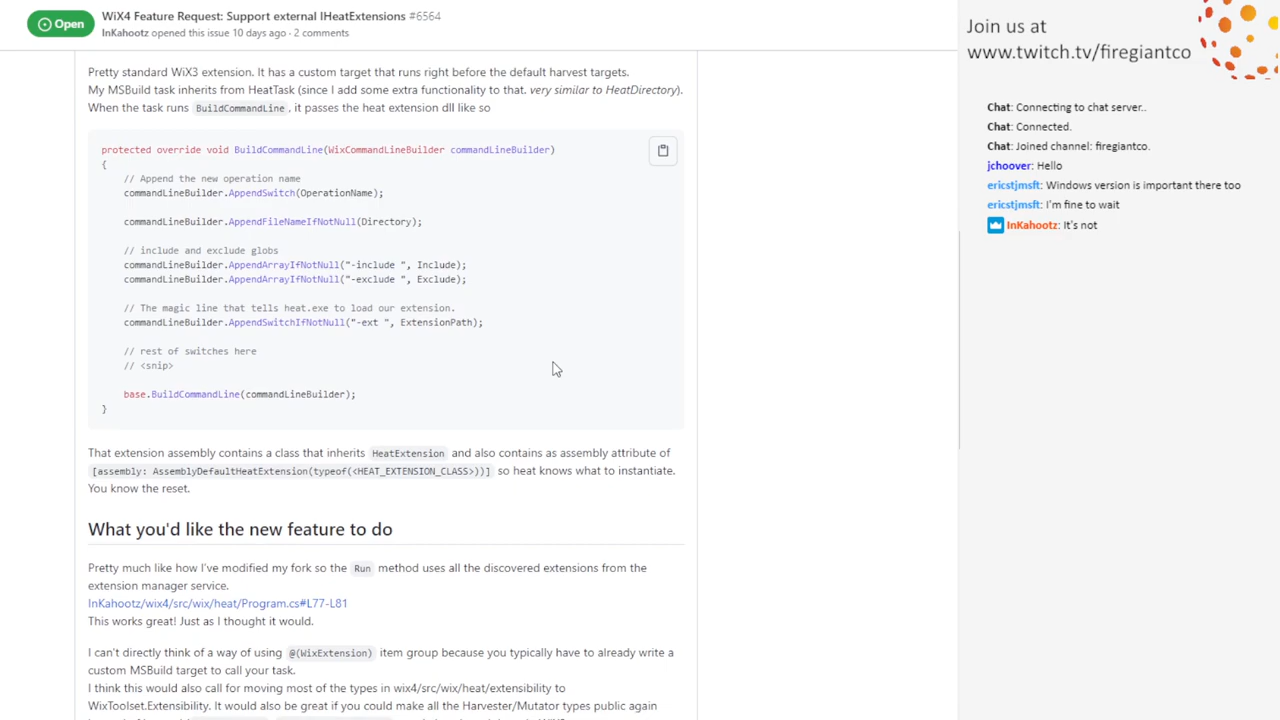 Open
WiX4 Feature Request: Support external IHeatExtensions #6564
InKahootz opened this issue 10 days ago · 2 comments
Pretty standard WiX3 extension. It has a custom target that runs right before the default harvest targets.
My MSBuild task inherits from HeatTask (since I add some extra functionality to that. very similar to HeatDirectory).
When the task runs BuildCommandLine, it passes the heat extension dll like so
protected override void BuildCommandLine(WixCommandLineBuilder commandLineBuilder)
{
// Append the new operation name
commandLineBuilder.AppendSwitch(OperationName);
commandLineBuilder.AppendFileNameIfNotNull(Directory);
// include and exclude globs
commandLineBuilder.AppendArrayIfNotNull("-include ", Include);
commandLineBuilder.AppendArrayIfNotNull("-exclude ", Exclude);
// The magic line that tells heat.exe to load our extension.
commandLineBuilder.AppendSwitchIfNotNull("-ext ", ExtensionPath);
// rest of switches here
// <snip>
base.BuildCommandLine(commandLineBuilder);
}
That extension assembly contains a class that inherits HeatExtension and also contains as assembly attribute of
[assembly: AssemblyDefaultHeatExtension(typeof(<HEAT_EXTENSION_CLASS>))] so heat knows what to instantiate.
You know the reset.
What you'd like the new feature to do
Pretty much like how I've modified my fork so the Run method uses all the discovered extensions from the
extension manager service.
InKahootz/wix4/src/wix/heat/Program.cs#L77-L81
This works great! Just as I thought it would.
I can't directly think of a way of using @(WixExtension) item group because you typically have to already write a
custom MSBuild target to call your task.
I think this would also call for moving most of the types in wix4/src/wix/heat/extensibility to
WixToolset.Extensibility. It would also be great if you could make all the Harvester/Mutator types public again
Join us at
www.twitch.tv/firegiantco
Chat: Connecting to chat server..
Chat: Connected.
Chat: Joined channel: firegiantco.
jchoover: Hello
ericstjmsft: Windows version is important there too
ericstjmsft: I'm fine to wait
InKahootz: It's not